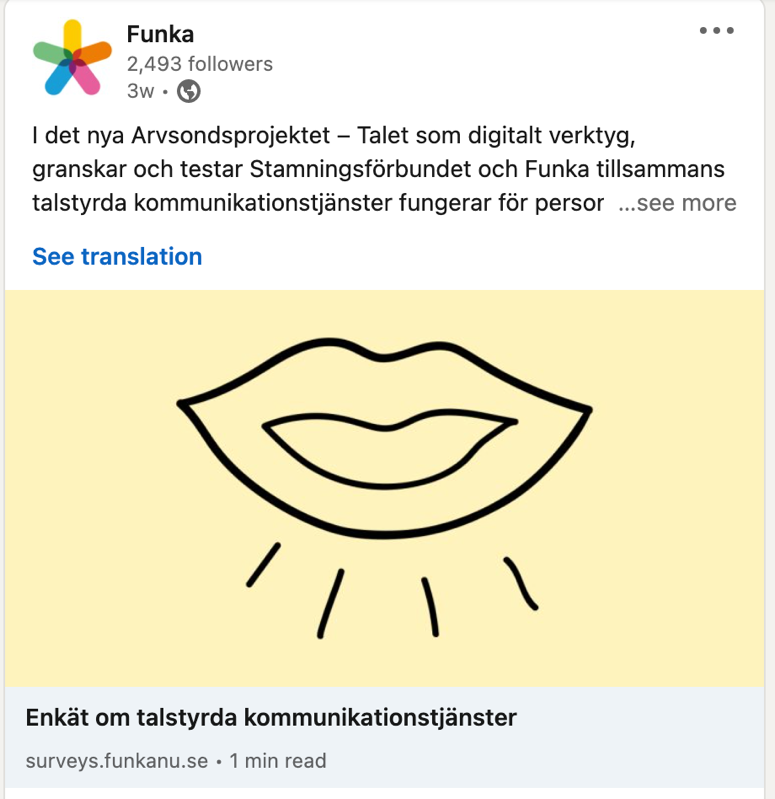 Funka
2,493 followers
3w •
I det nya Arvsondsprojektet – Talet som digitalt verktyg,
granskar och testar Stamningsförbundet och Funka tillsammans
talstyrda kommunikationstjänster fungerar för persor ...see more
See translation
Enkät om talstyrda kommunikationstjänster
surveys.funkanu.se • 1 min read